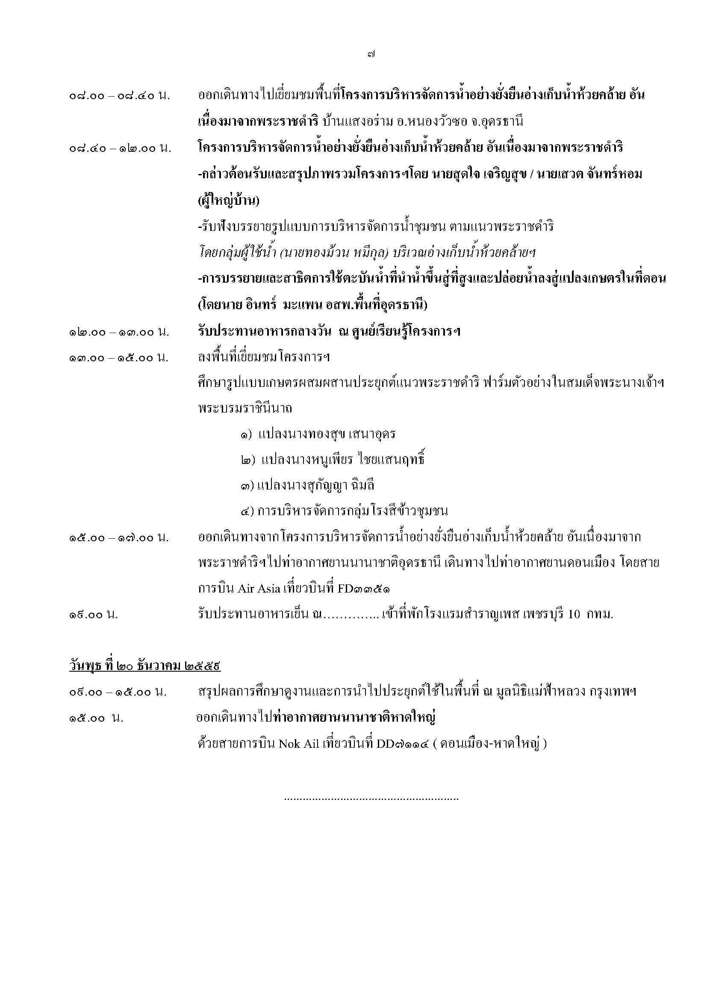 ๗
๐๘.๐๐ – ๐๘.๔๐ น. ออกเดินทางไปเยี่ยมชมพื้นที่โครงการบริหารจัดการน้ำอย่างยั่งยืนอ่างเก็บน้ำห้วยคล้าย อัน
เนื่องมาจากพระราชดำริ บ้านแสงอร่าม อ.หนองวัวซอ จ.อุดรธานี
๐๘.๔๐ – ๑๒.๐๐ น. โครงการบริหารจัดการน้ำอย่างยั่งยืนอ่างเก็บน้ำห้วยคล้าย อันเนื่องมาจากพระราชดำริ
-กล่าวต้อนรับและสรุปภาพรวมโครงการฯโดย นายสุดใจ เจริญสุข / นายเสวต จันทร์หอม
(ผู้ใหญ่บ้าน)
-รับฟังบรรยายรูปแบบการบริหารจัดการน้ำชุมชน ตามแนวพระราชดำริ
โดยกลุ่มผู้ใช้น้ำ (นายทองม้วน หมีกุล) บริเวณอ่างเก็บน้ำห้วยคล้ายฯ
-การบรรยายและสาธิตการใช้ตะบันน้ำที่นำน้ำขึ้นสู่ที่สูงและปล่อยน้ำลงสู่แปลงเกษตรในที่ดอน
(โดยนาย อินทร์ มะแพน อสพ.พื้นที่อุดรธานี)
๑๒.๐๐ – ๑๓.๐๐ น. รับประทานอาหารกลางวัน ณ ศูนย์เรียนรู้โครงการฯ
๑๓.๐๐ – ๑๕.๐๐ น. ลงพื้นที่เยี่ยมชมโครงการฯ
ศึกษารูปแบบเกษตรผสมผสานประยุกต์แนวพระราชดำริ ฟาร์มตัวอย่างในสมเด็จพระนางเจ้าฯ
พระบรมราชินีนาถ
๑) แปลงนางทองสุข เสนาอุดร
๒) แปลงนางหนูเพียร ไชยแสนฤทธิ์
๓) แปลงนางสุกัญญา ฉิมลี
๔) การบริหารจัดการกลุ่มโรงสีข้าวชุมชน
๑๕.๐๐ – ๑๗.๐๐ น. ออกเดินทางจากโครงการบริหารจัดการน้ำอย่างยั่งยืนอ่างเก็บน้ำห้วยคล้าย อันเนื่องมาจาก
พระราชดำริฯไปท่าอากาศยานนานาชาติอุดรธานี เดินทางไปท่าอากาศยานดอนเมือง โดยสาย
การบิน Air Asia เที่ยวบินที่ FD๓๓๕๑
๑๙.๐๐ น. รับประทานอาหารเย็น ณ………….. เข้าที่พักโรงแรมสำราญเพส เพชรบุรี 10 กทม.
วันพุธ ที่ ๒๐ ธันวาคม ๒๕๕๙
๐๙.๐๐ – ๑๕.๐๐ น. สรุปผลการศึกษาดูงานและการนำไปประยุกต์ใช้ในพื้นที่ ณ มูลนิธิแม่ฟ้าหลวง กรุงเทพฯ
๑๕.๐๐ น. ออกเดินทางไปท่าอากาศยานนานาชาติหาดใหญ่
ด้วยสายการบิน Nok Ail เที่ยวบินที่ DD๗๑๑๔ ( ดอนเมือง-หาดใหญ่ )
………………………………………………..